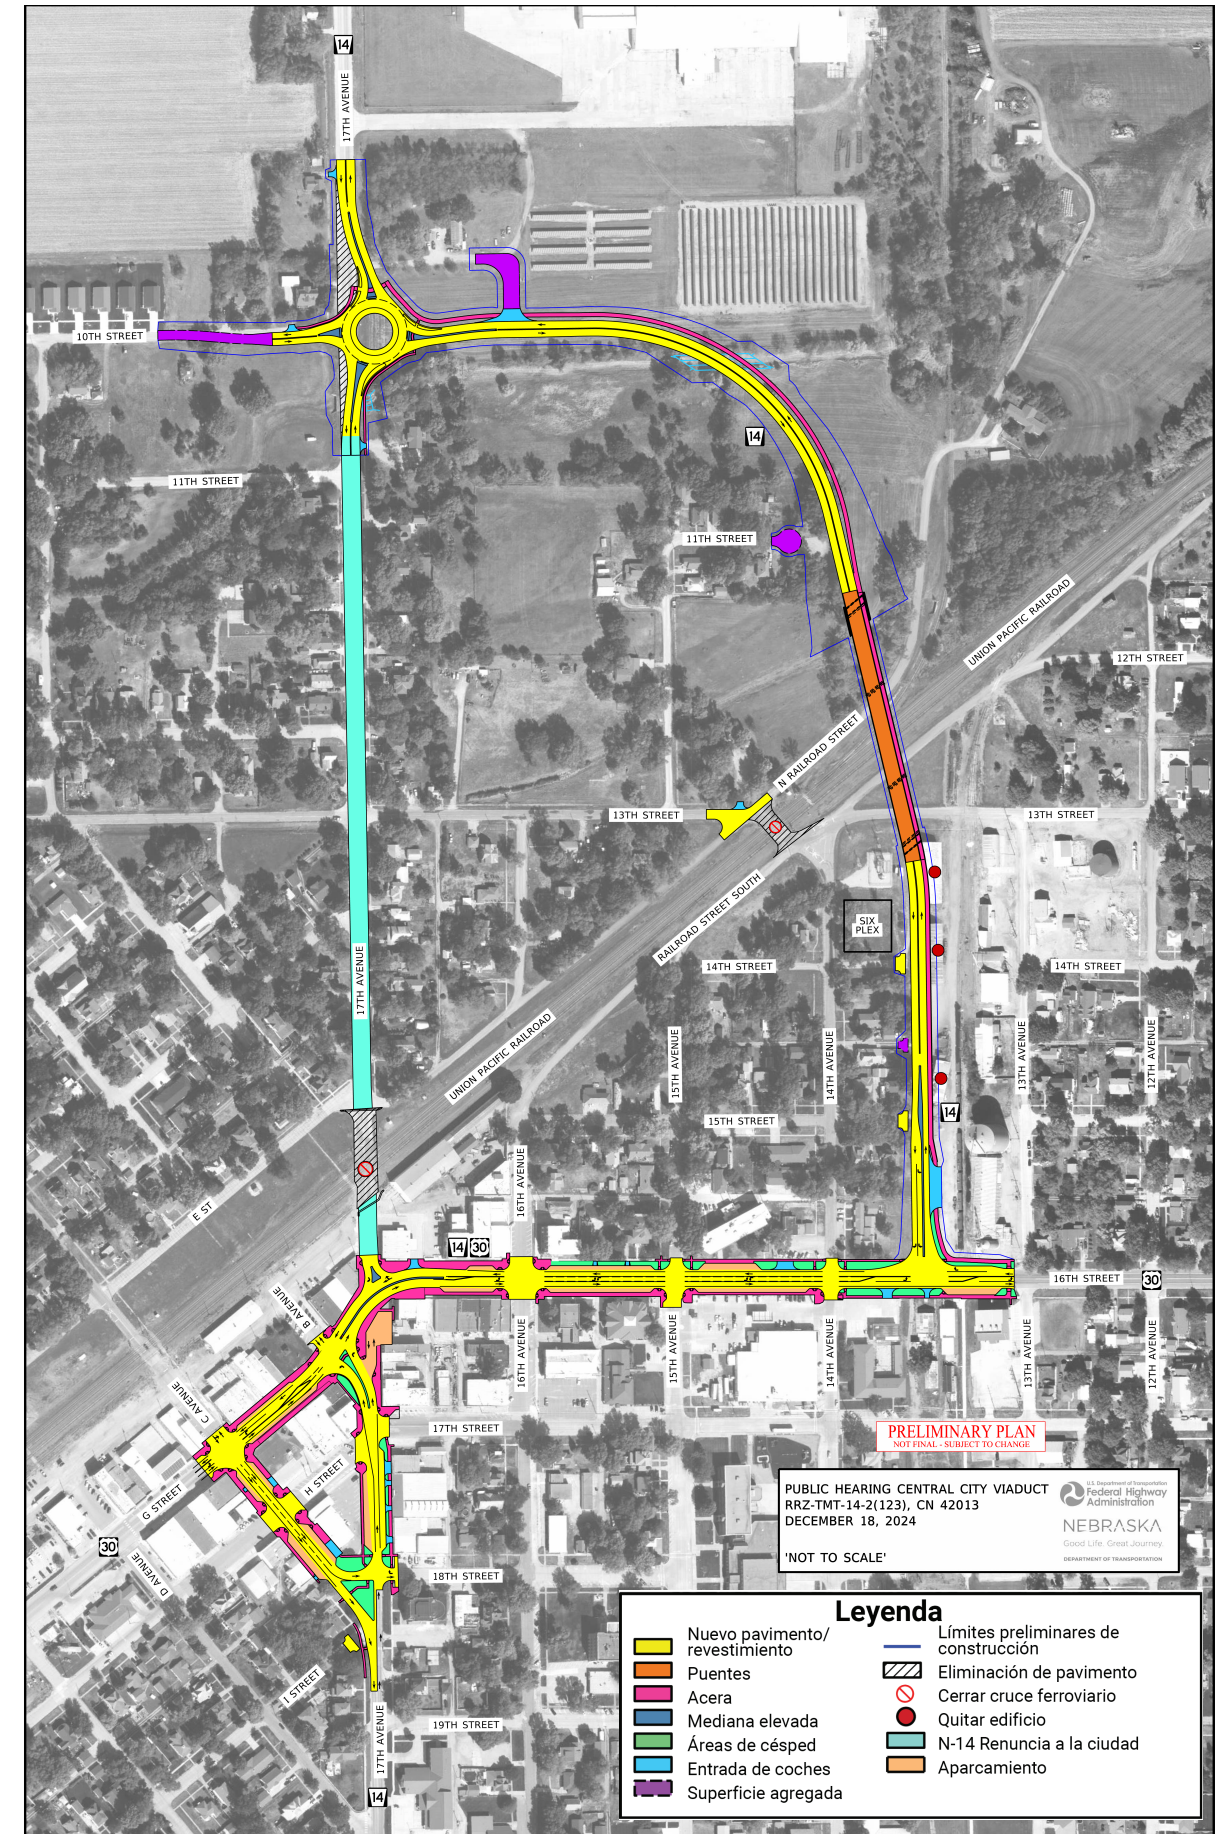 14
17TH AVENUE
10TH STREET
14
11TH STREET
11TH STREET
UNION PACIFIC RAILROAD
12TH STREET
N RAILROAD STREET
13TH STREET
13TH STREET
RAILROAD STREET SOUTH
SIX
PLEX
14TH STREET
14TH STREET
17TH AVENUE
UNION PACIFIC RAILROAD
15TH AVENUE
14TH AVENUE
13TH AVENUE
12TH AVENUE
14
15TH STREET
16TH AVENUE
E ST
14 30
16TH STREET
30
B AVENUE
16TH AVENUE
15TH AVENUE
14TH AVENUE
13TH AVENUE
12TH AVENUE
C AVENUE
17TH STREET
H STREET
G STREET
30
D AVENUE
18TH STREET
I STREET
19TH STREET
17TH AVENUE
14
PRELIMINARY PLAN
NOT FINAL - SUBJECT TO CHANGE
PUBLIC HEARING CENTRAL CITY VIADUCT
RRZ-TMT-14-2(123), CN 42013
DECEMBER 18, 2024
'NOT TO SCALE'
U.S. Department of Transportation
Federal Highway
Administration
NEBRASKA
Good Life. Great Journey.
DEPARTMENT OF TRANSPORTATION
Leyenda
Nuevo pavimento/
revestimiento
Puentes
Acera
Mediana elevada
Áreas de césped
Entrada de coches
Superficie agregada
Límites preliminares de
construcción
Eliminación de pavimento
Cerrar cruce ferroviario
Quitar edificio
N-14 Renuncia a la ciudad
Aparcamiento